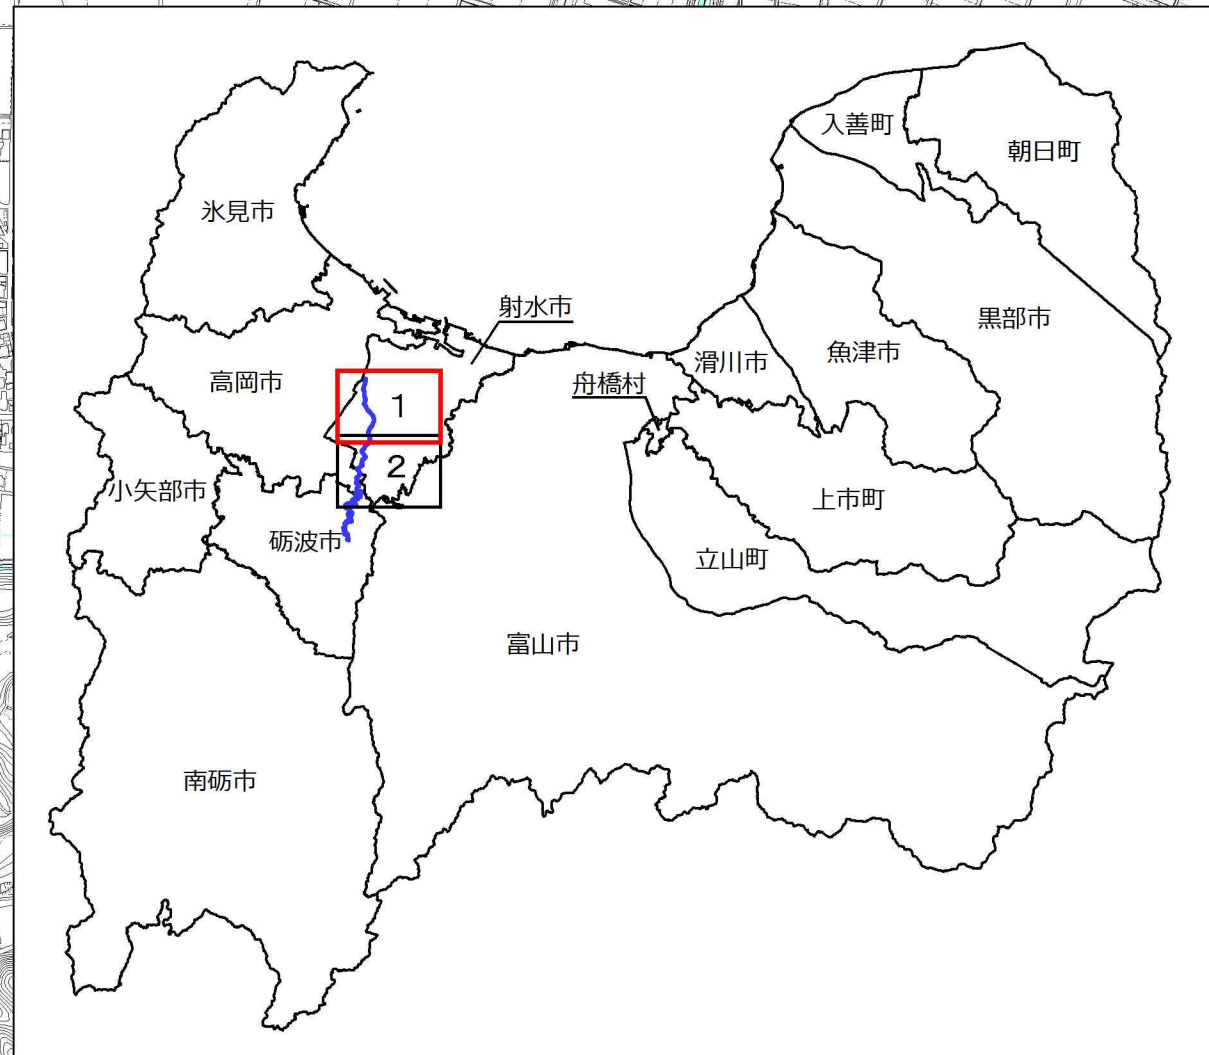 入善町
朝日町
氷見市
射水市
黒部市
魚津市
滑川市
高岡市
舟橋村
1
2
小矢部市
上市町
砺波市
立山町
富山市
南砺市